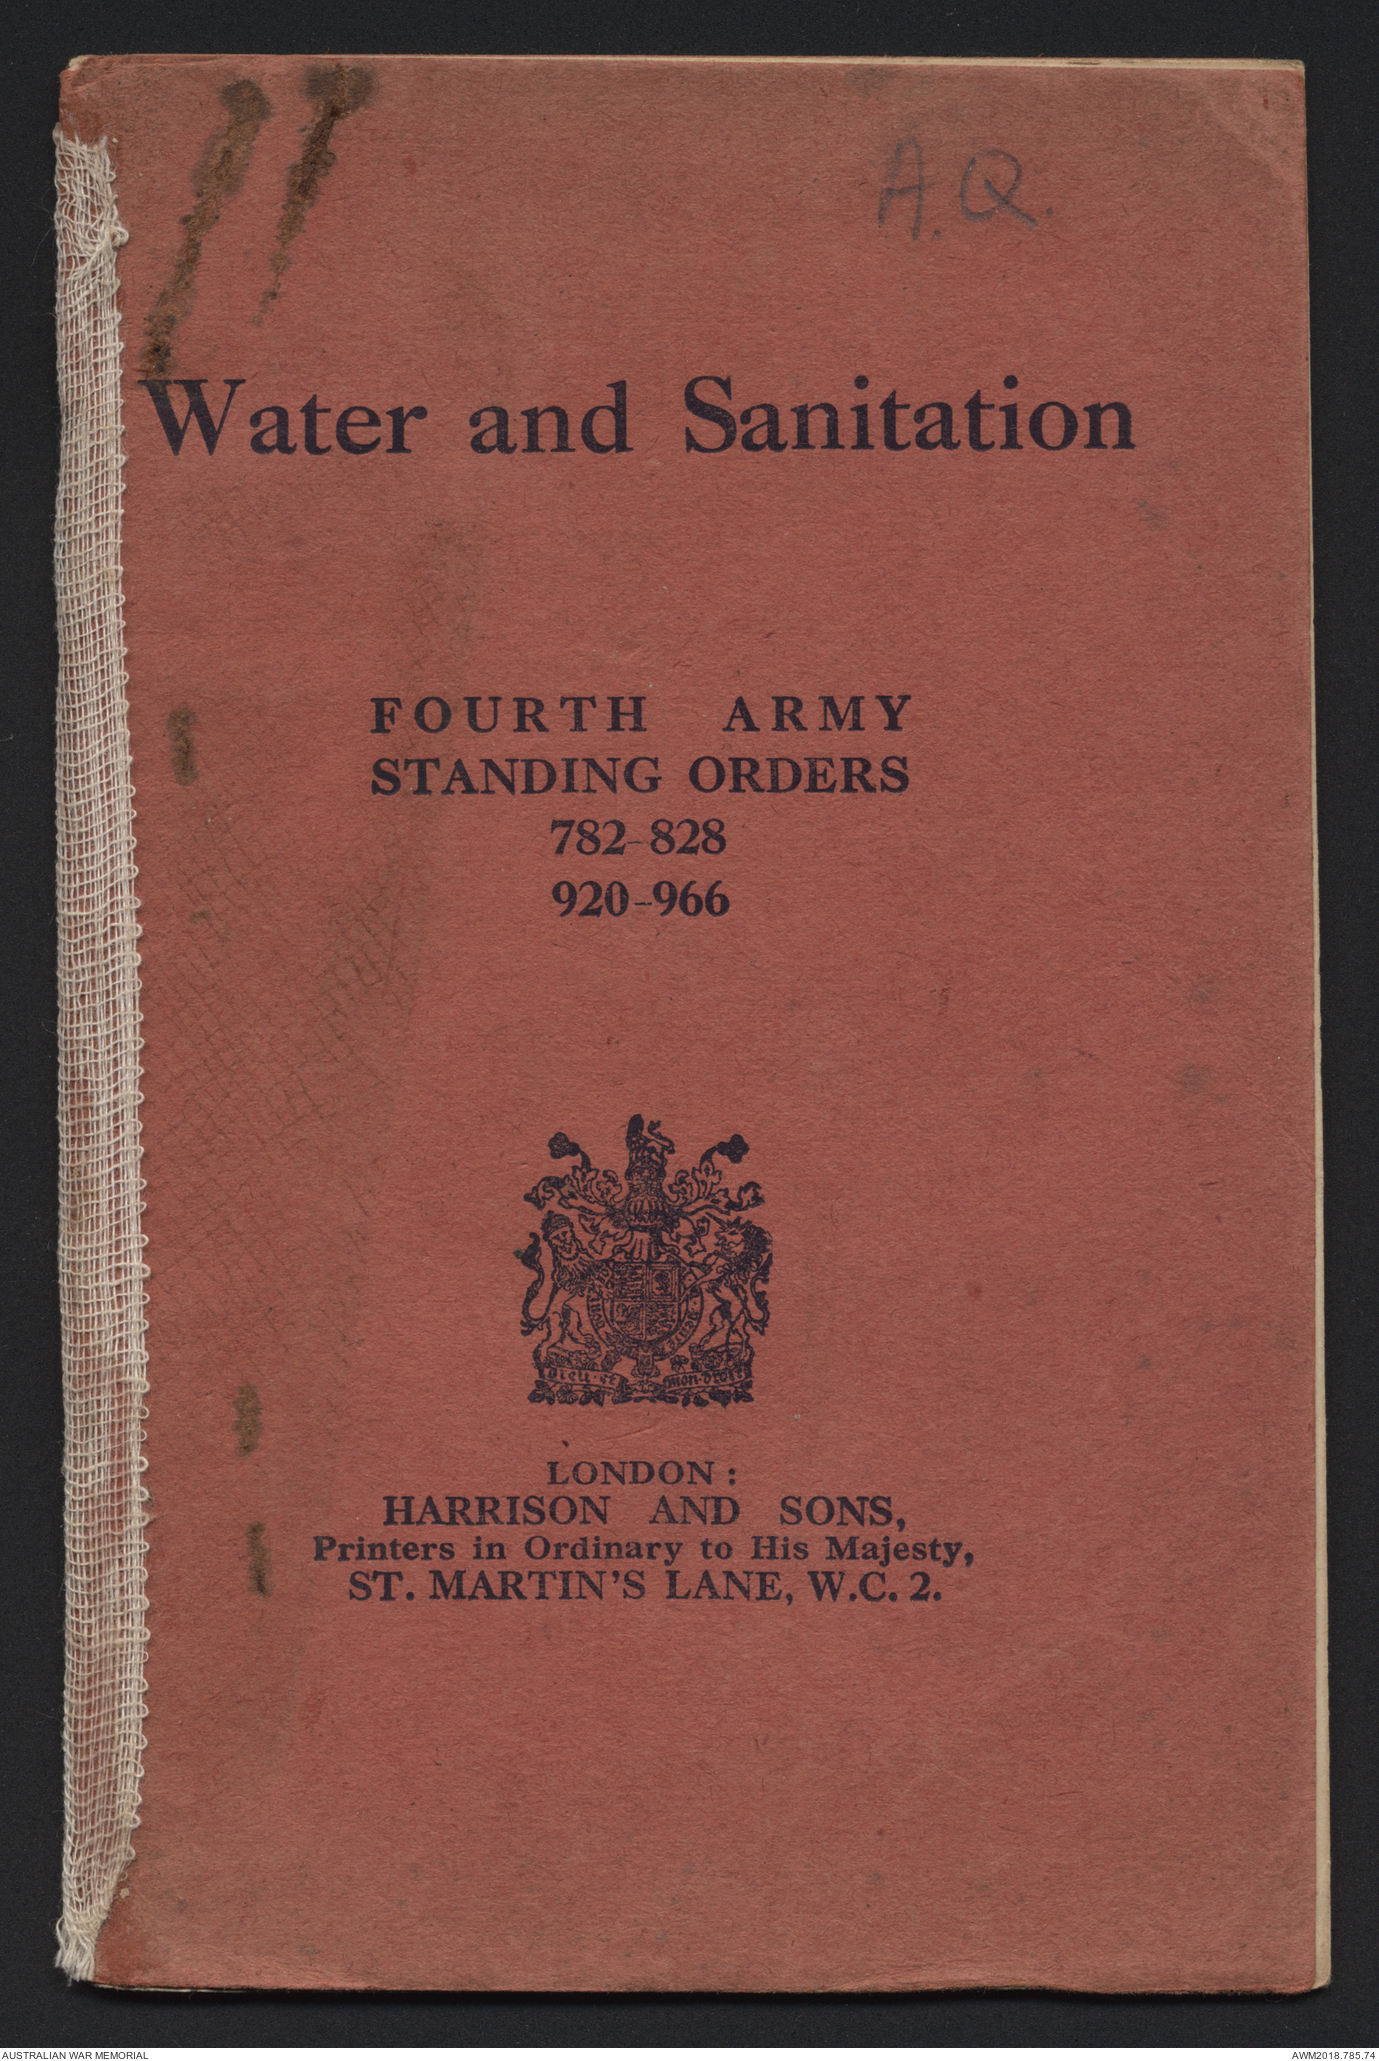 A.Q.
Water and Sanitation
FOURTH ARMY
STANDING ORDERS
782-828
920-966
DIEU·ET MON·DROIT
LONDON:
HARRISON AND SONS,
Printers in Ordinary to His Majesty,
ST. MARTIN'S LANE, W.C. 2.
AUSTRALIAN WAR MEMORIAL
AWM2018.785.74